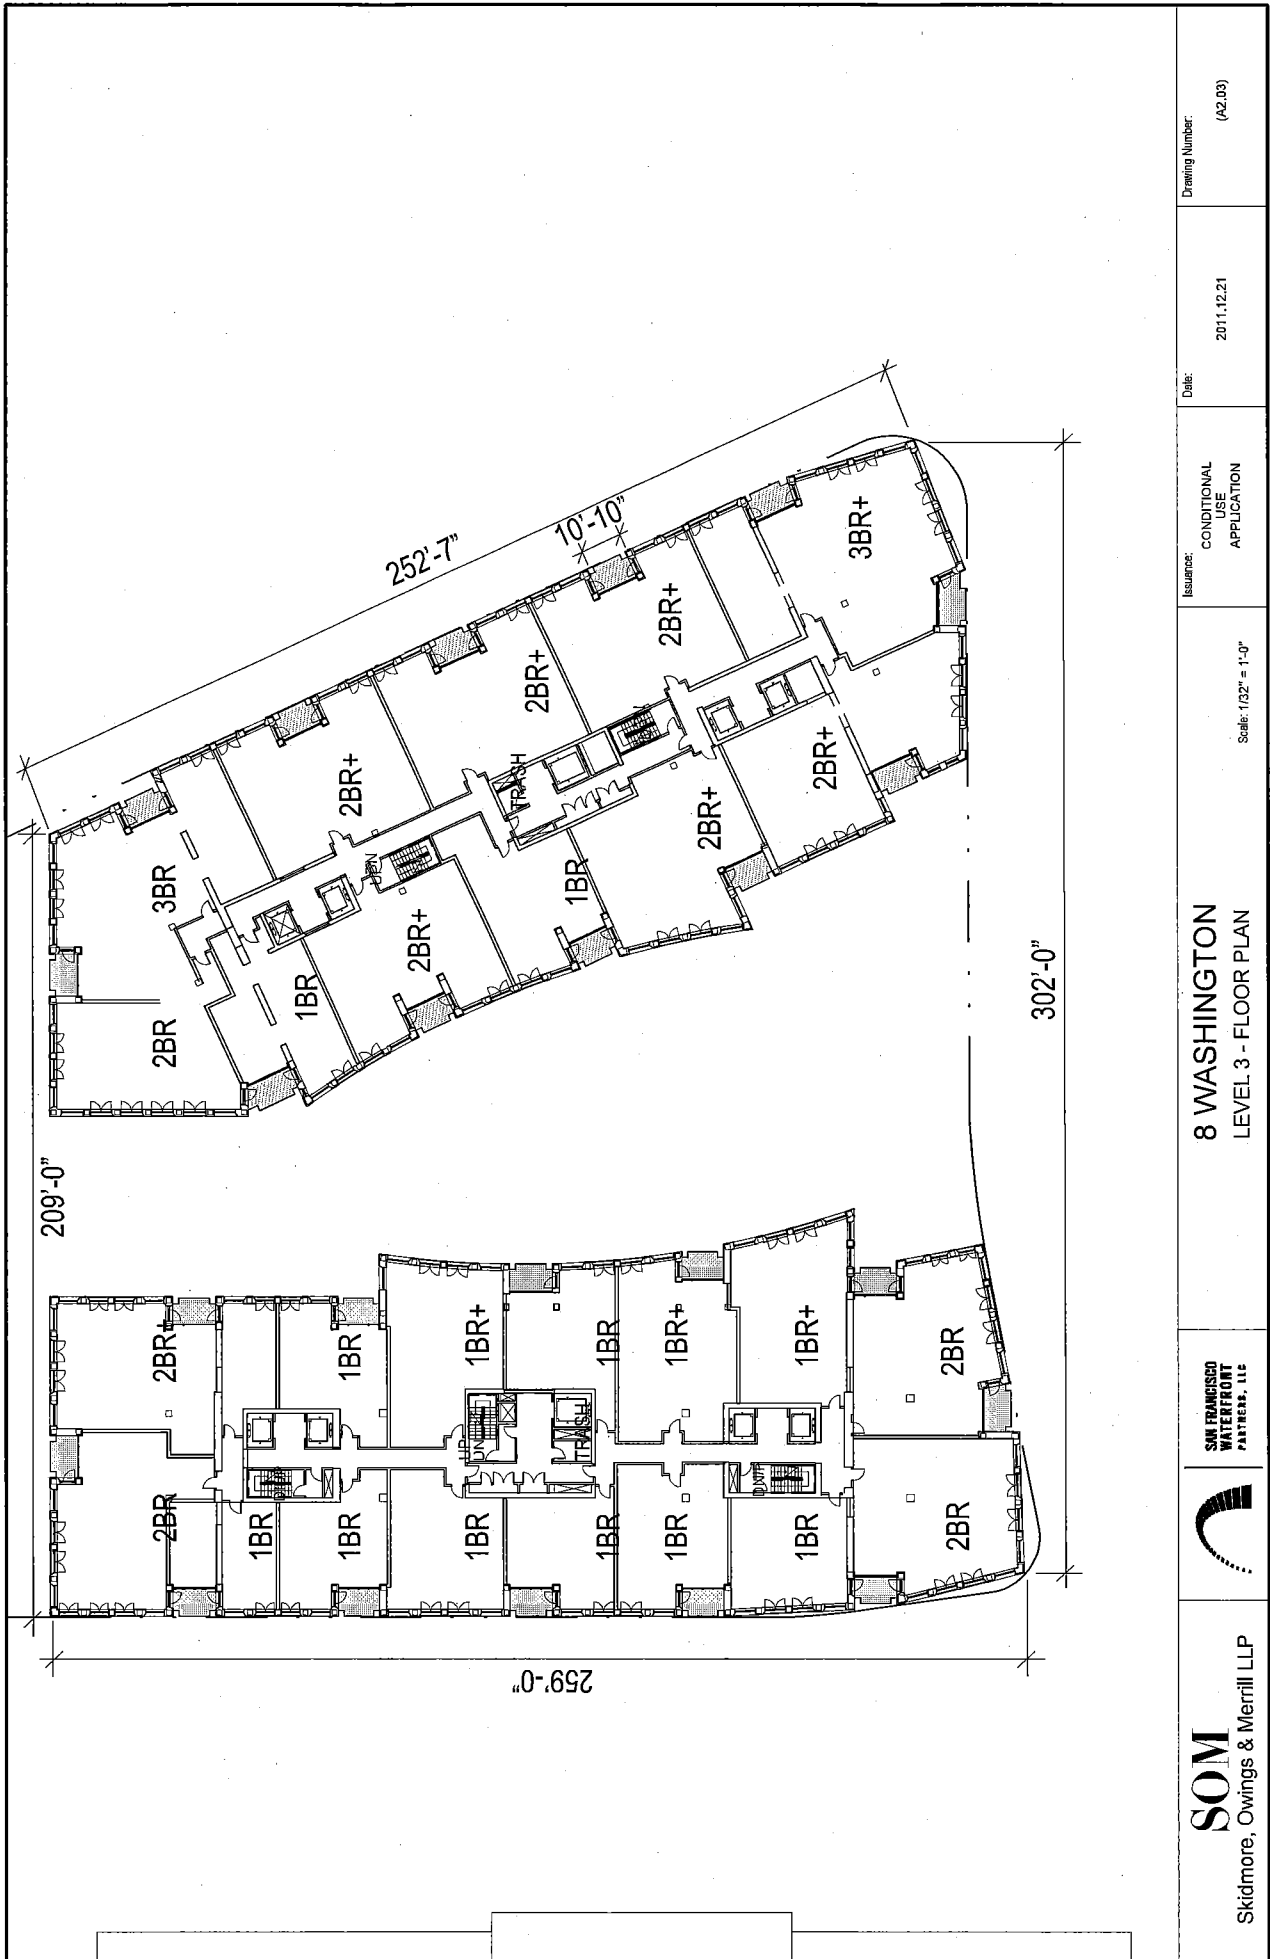 209'-0"
2BR
2BR+
2BR
3BR
1BR
1BR
1BR
1BR
2BR+
252'-7"
2BR+
UP
DN
1BR
1BR+
TRASH
2BR+
259'-0"
1BR
10'-10"
TRASH
1BR
1BR
1BR
1BR+
2BR+
2BR+
1BR
1BR+
2BR+
3BR+
2BR
2BR
302'-0"
SOM
Skidmore, Owings & Merrill LLP
SAN FRANCISCO
WATERFRONT
PARTNERS, LLC
8 WASHINGTON
LEVEL 3 - FLOOR PLAN
Scale: 1/32" = 1'-0"
Issuance:
CONDITIONAL
USE
APPLICATION
Date:
2011.12.21
Drawing Number:
(A2.03)